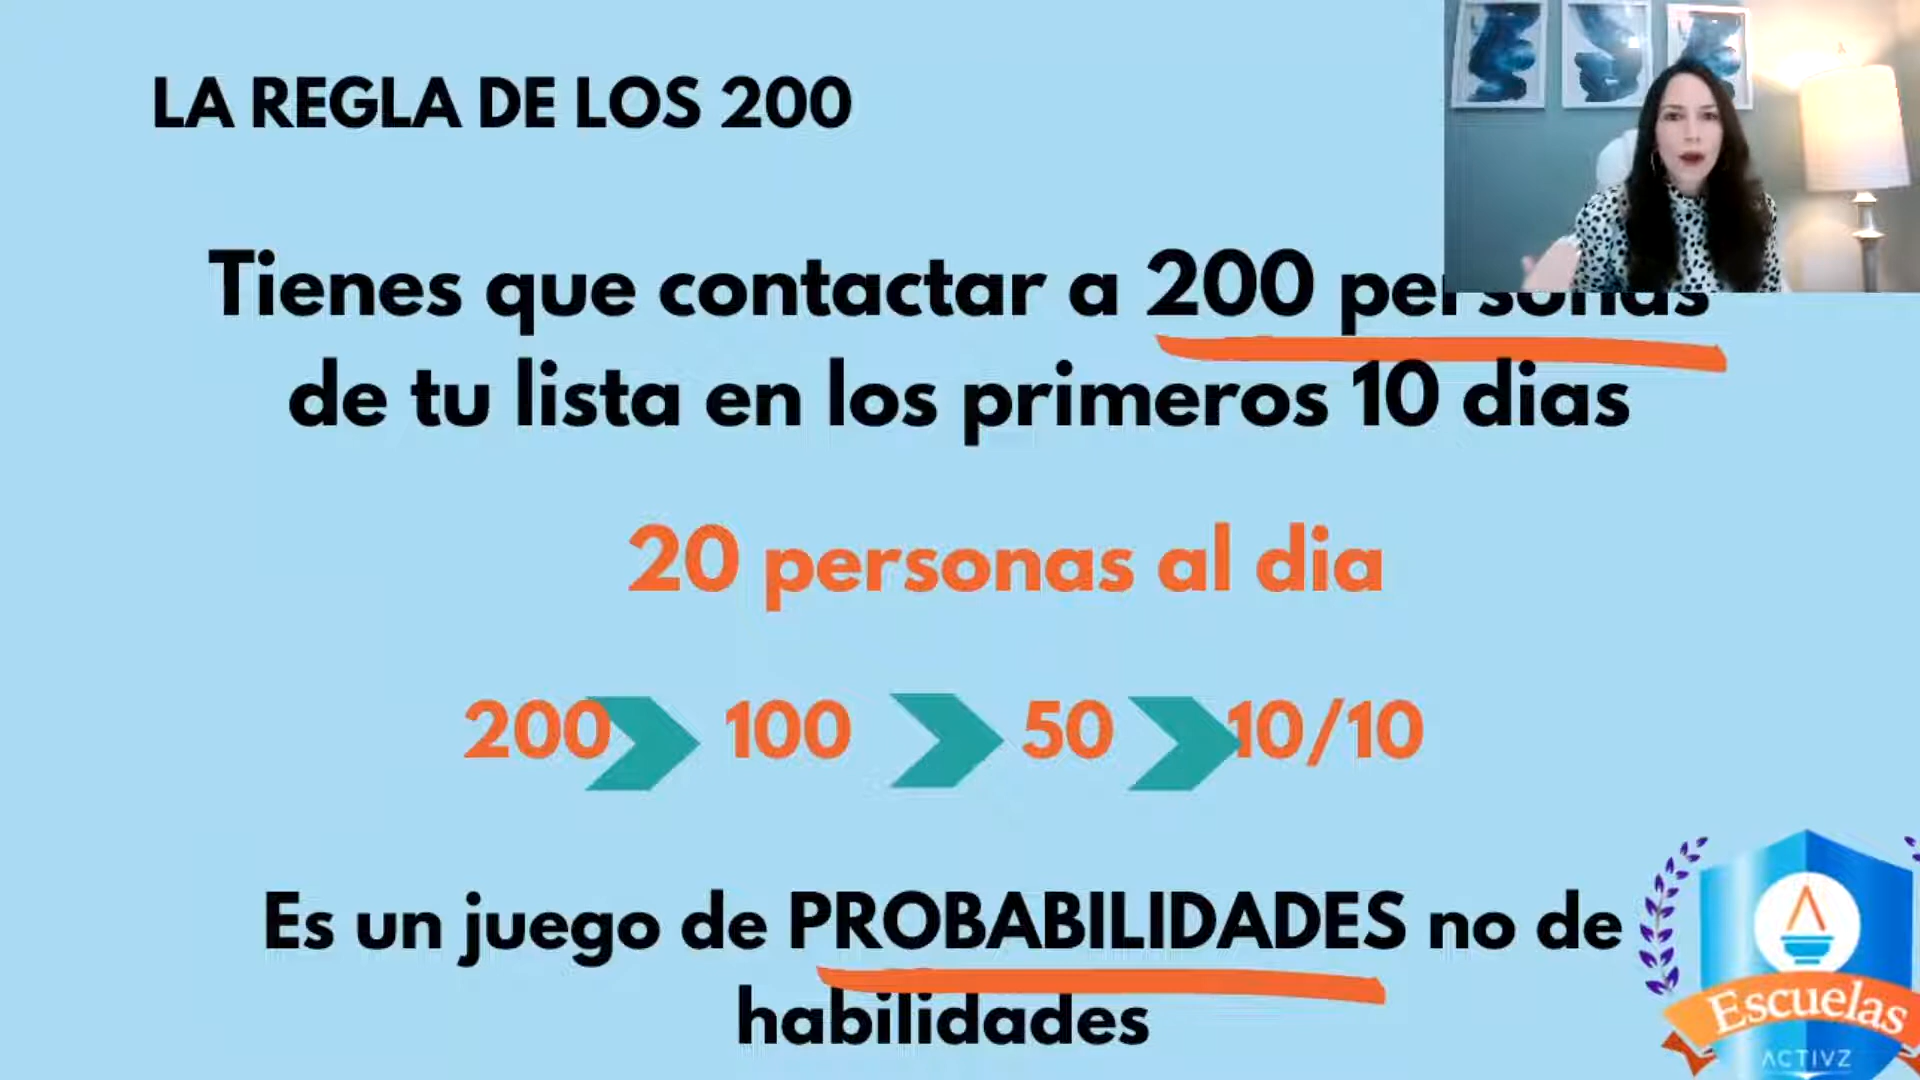 LA REGLA DE LOS 200
Tienes que contactar a 200 personas
de tu lista en los primeros 10 dias
20 personas al dia
200 100 50 10/10
Es un juego de PROBABILIDADES no de
habilidades
Escuelas
ACTIVZ